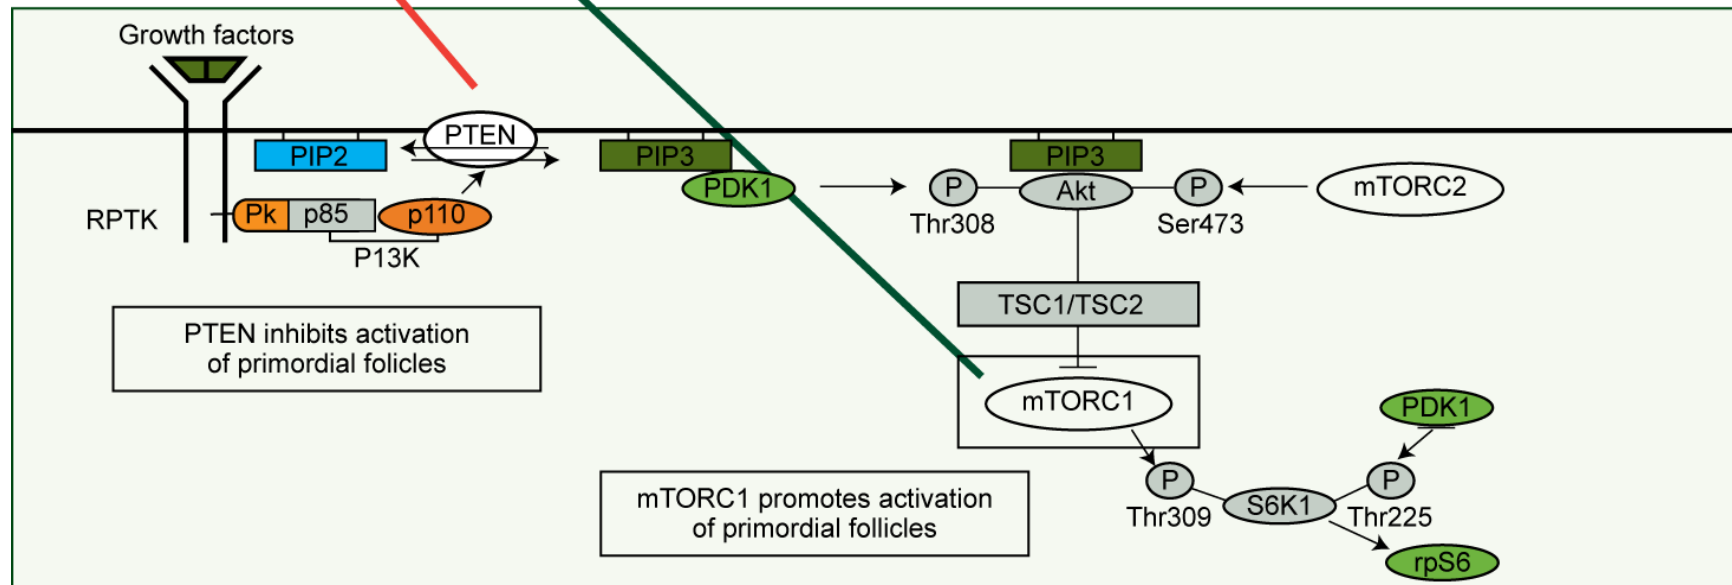 Growth factors
PTEN
PIP2
PIP3
PIP3
PDK1
P
Akt
P
mTORC2
Thr308
Ser473
RPTK
Pk
p85
p110
P13K
TSC1/TSC2
PTEN inhibits activation
of primordial follicles
mTORC1
PDK1
mTORC1 promotes activation
of primordial follicles
P
S6K1
P
Thr309
Thr225
rpS6